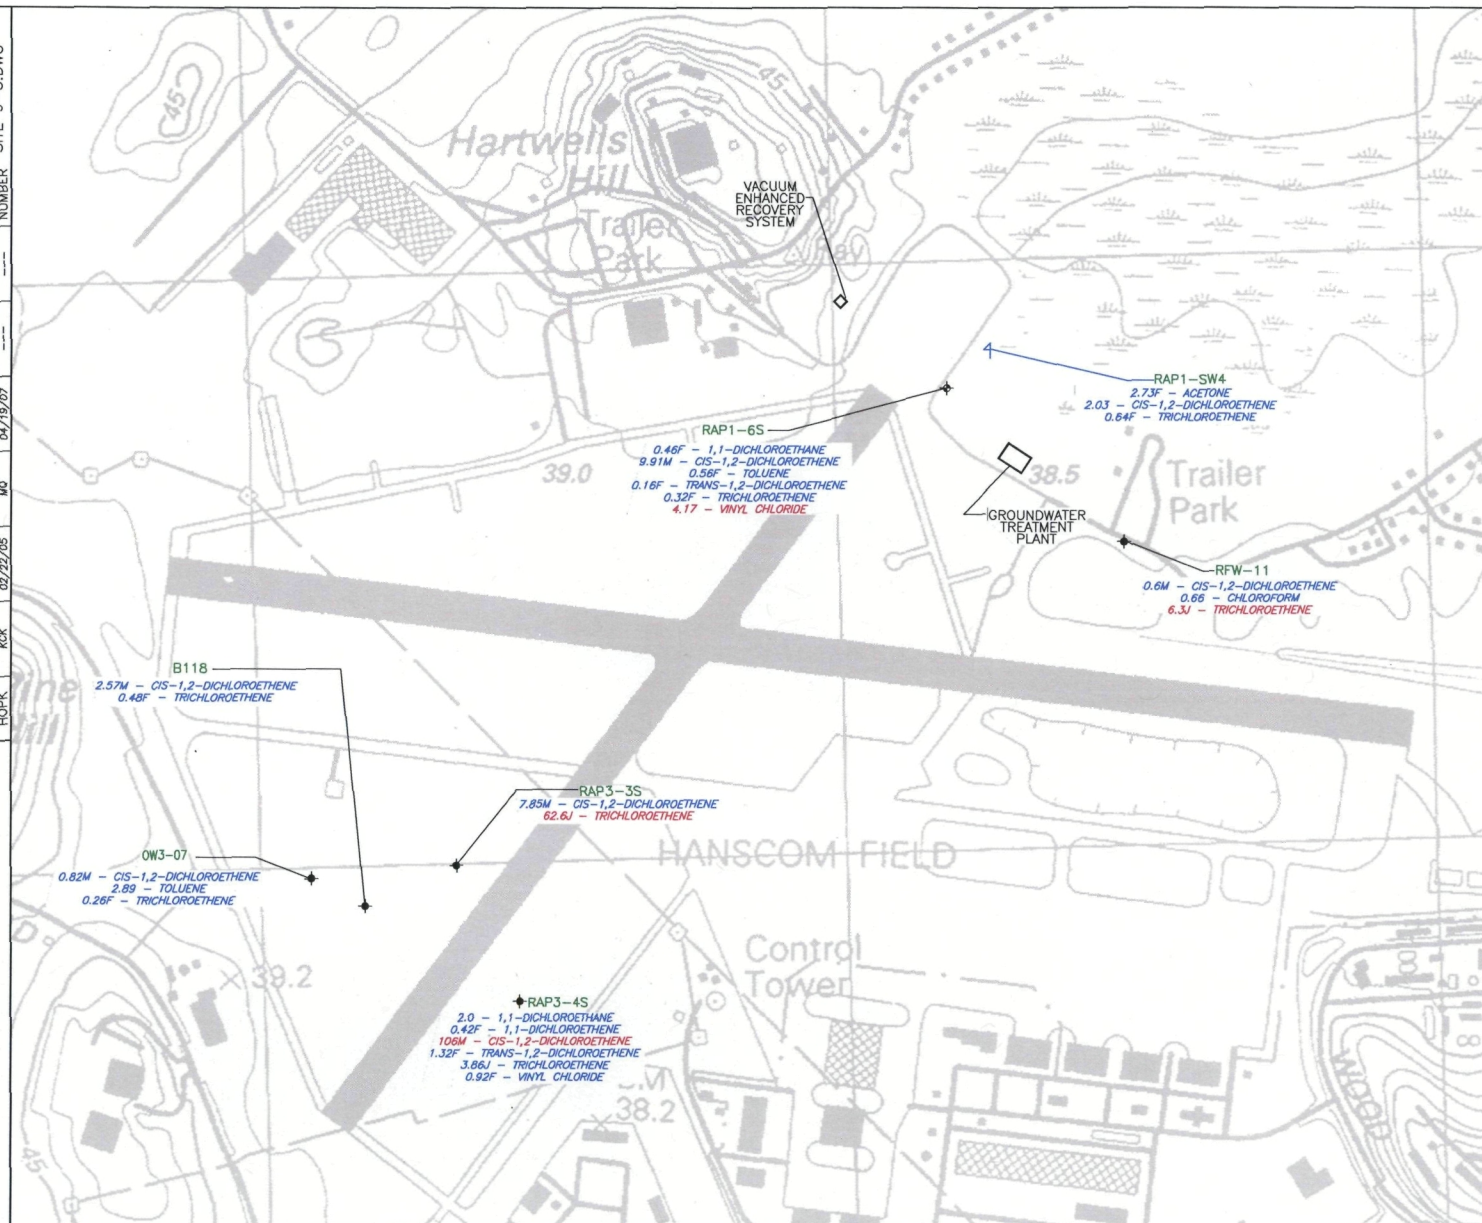 NUMBER SITE
04/19/07
MO
02/22/05
KCK
HOPK
45
45
Hartwells
Hill
Trailer
Park
VACUUM
ENHANCED
RECOVERY
SYSTEM
RAP1-SW4
2.73F - ACETONE
2.03 - CIS-1,2-DICHLOROETHENE
0.64F - TRICHLOROETHENE
RAP1-6S
0.46F - 1,1-DICHLOROETHANE
9.91M - CIS-1,2-DICHLOROETHENE
0.56F - TOLUENE
0.16F - TRANS-1,2-DICHLOROETHENE
0.32F - TRICHLOROETHENE
4.17 - VINYL CHLORIDE
39.0
38.5
Trailer
Park
GROUNDWATER
TREATMENT
PLANT
RFW-11
0.6M - CIS-1,2-DICHLOROETHENE
0.66 - CHLOROFORM
6.3J - TRICHLOROETHENE
B118
2.57M - CIS-1,2-DICHLOROETHENE
0.48F - TRICHLOROETHENE
RAP3-3S
7.85M - CIS-1,2-DICHLOROETHENE
62.6J - TRICHLOROETHENE
HANSCOM FIELD
OW3-07
0.82M - CIS-1,2-DICHLOROETHENE
2.89 - TOLUENE
0.26F - TRICHLOROETHENE
Control
Tower
39.2
RAP3-4S
2.0 - 1,1-DICHLOROETHANE
0.42F - 1,1-DICHLOROETHENE
106M - CIS-1,2-DICHLOROETHENE
1.32F - TRANS-1,2-DICHLOROETHENE
3.86J - TRICHLOROETHENE
0.92F - VINYL CHLORIDE
38.2
45
WOOD